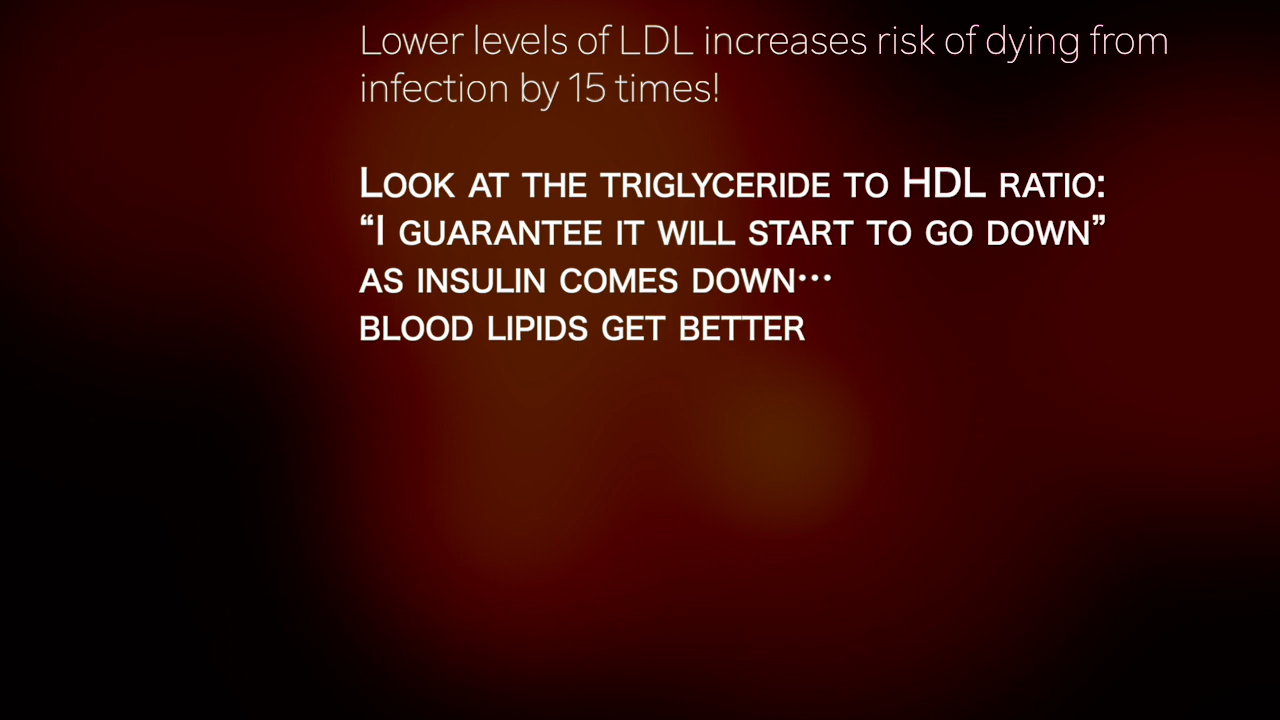 Lower levels of LDL increases risk of dying from
infection by 15 times!
Look at the triglyceride to HDL ratio:
“I guarantee it will start to go down”
as insulin comes down…
blood lipids get better